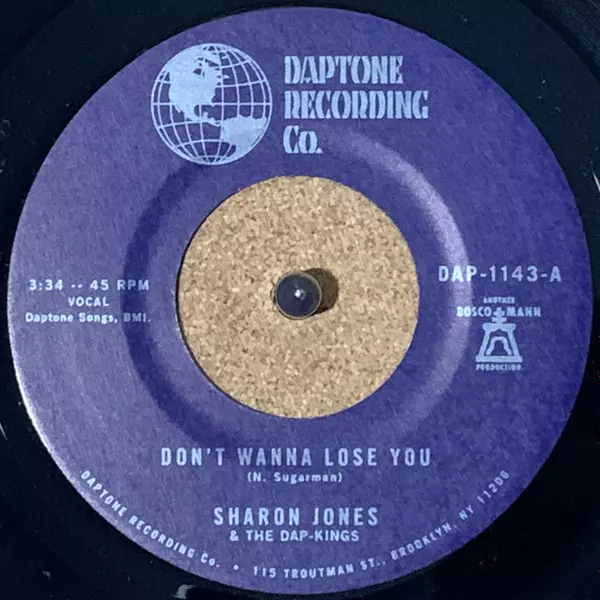 DAPTONE
RECORDING
Co.
3:34 -- 45 RPM
VOCAL
Daptone Songs, BMI.
DAP-1143-A
ANOTHER
BOSCO MANN
PRODUCTION.
DON'T WANNA LOSE YOU
(N. Sugarman)
SHARON JONES
& THE DAP-KINGS
DAPTONE RECORDING Co. • 115 TROUTMAN ST., BROOKLYN, NY 11206